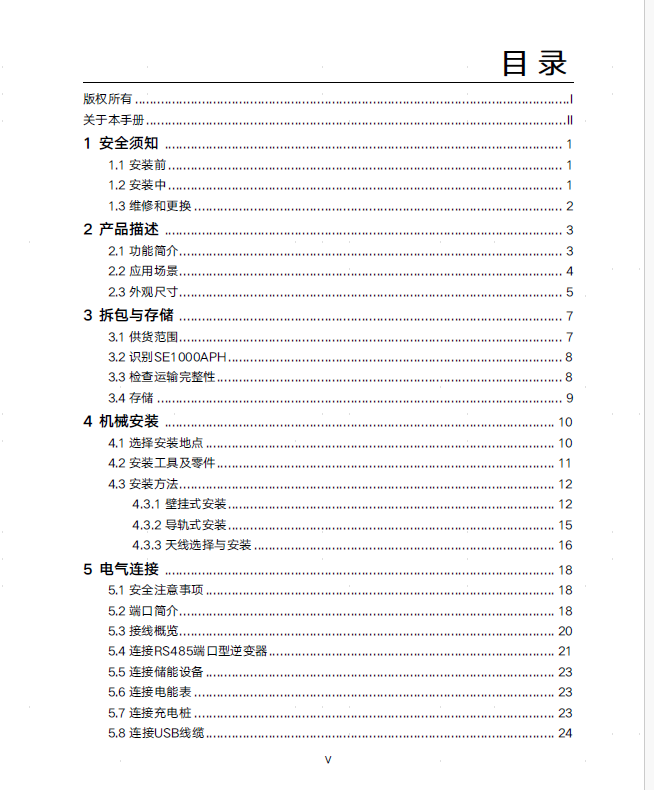 目 录
版权所有 I
关于本手册 II
1 安全须知 1
1.1 安装前 1
1.2 安装中 1
1.3 维修和更换 2
2 产品描述 3
2.1 功能简介 3
2.2 应用场景 4
2.3 外观尺寸 5
3 拆包与存储 7
3.1 供货范围 7
3.2 识别SE1000APH 8
3.3 检查运输完整性 8
3.4 存储 9
4 机械安装 10
4.1 选择安装地点 10
4.2 安装工具及零件 11
4.3 安装方法 12
4.3.1 壁挂式安装 12
4.3.2 导轨式安装 15
4.3.3 天线选择与安装 16
5 电气连接 18
5.1 安全注意事项 18
5.2 端口简介 18
5.3 接线概览 20
5.4 连接RS485端口型逆变器 21
5.5 连接储能设备 23
5.6 连接电能表 23
5.7 连接充电桩 23
5.8 连接USB线缆 24
V